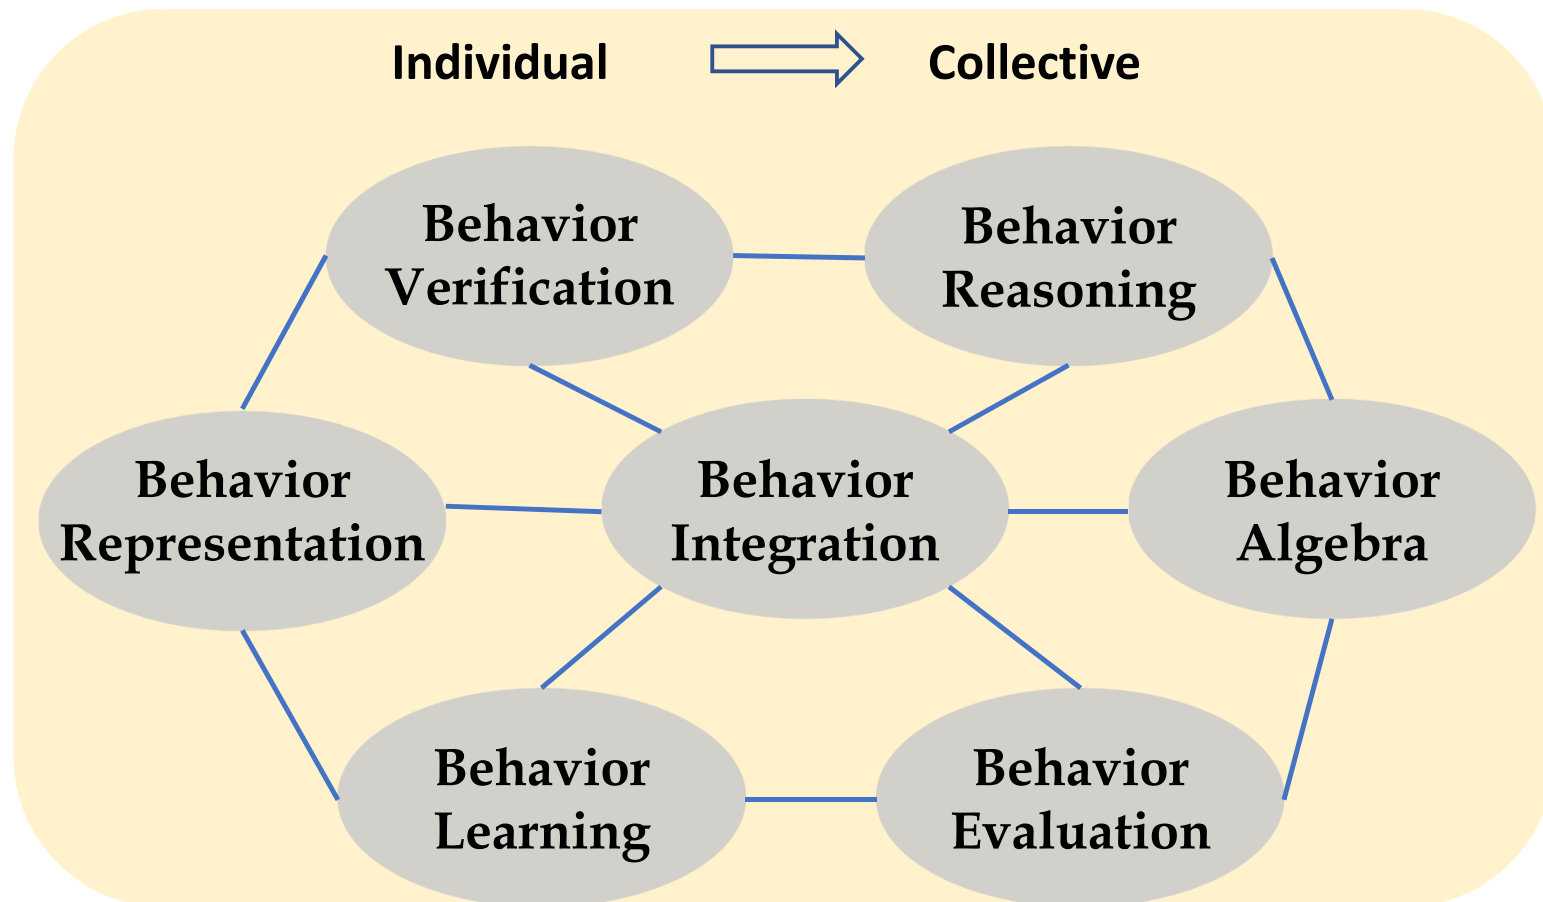 Individual
Collective
Behavior
Verification
Behavior
Reasoning
Behavior
Representation
Behavior
Integration
Behavior
Algebra
Behavior
Learning
Behavior
Evaluation